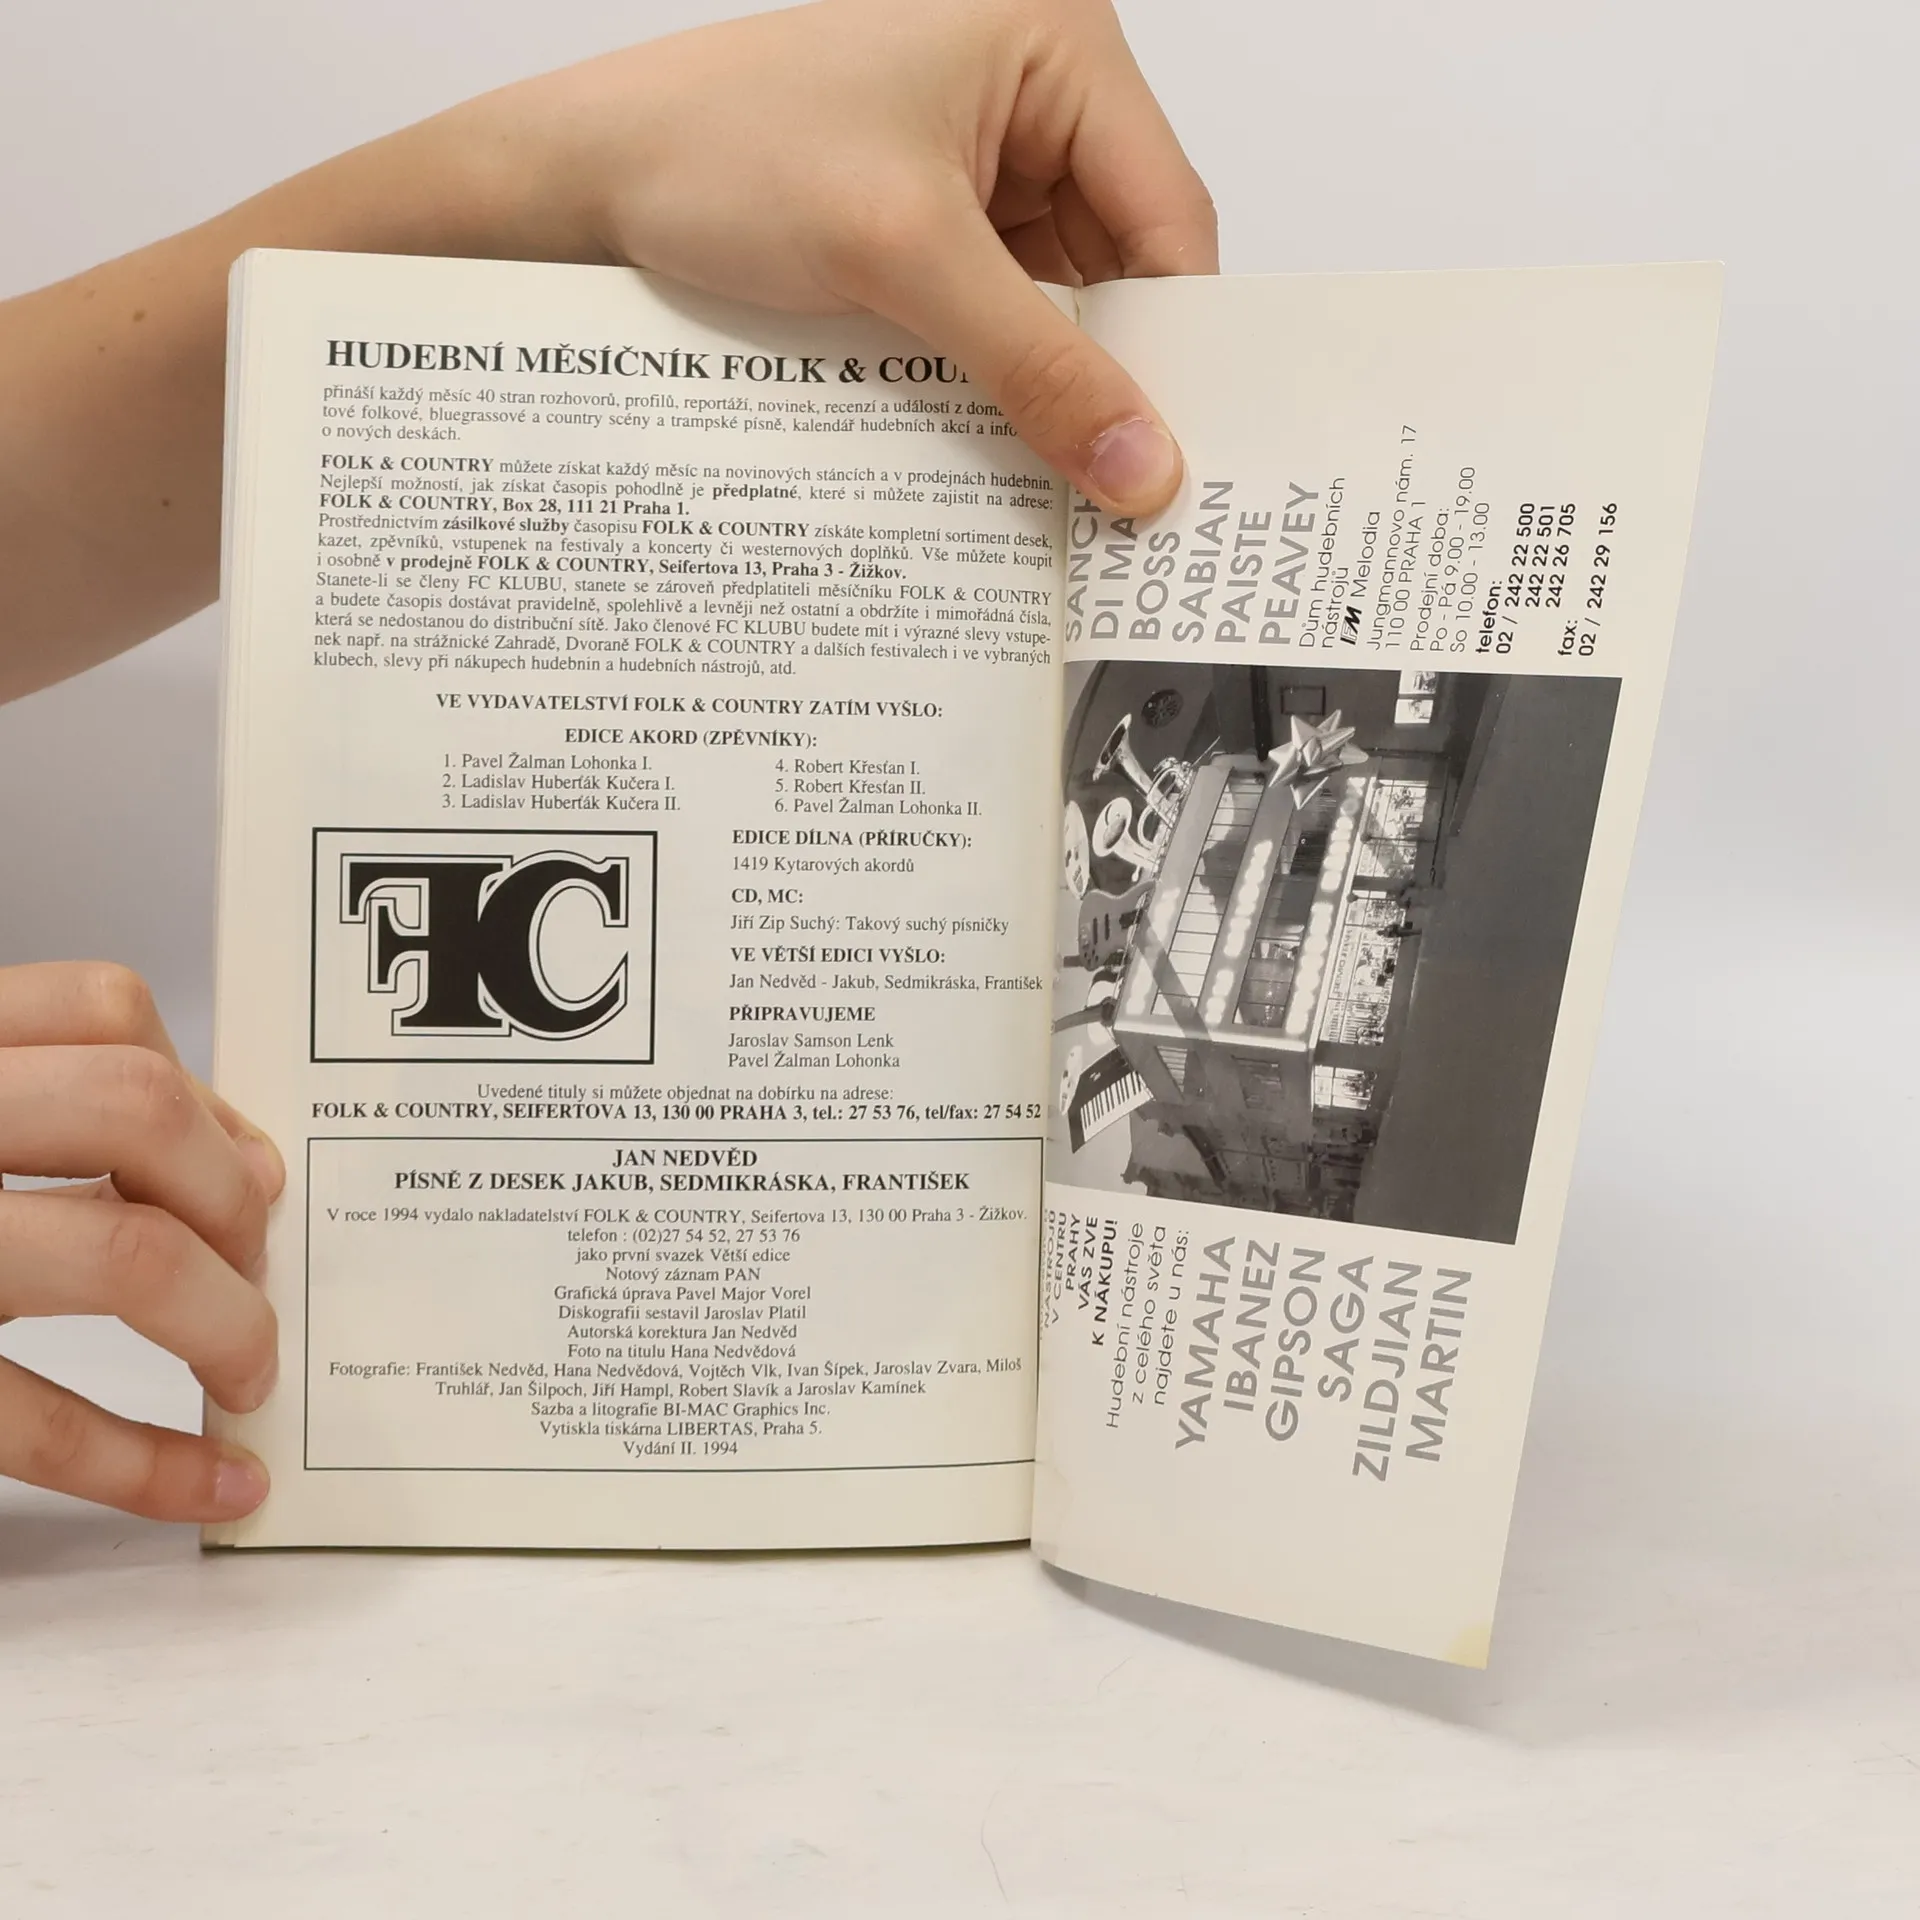 HUDEBNÍ MĚSÍČNÍK FOLK & COU
přináší každý měsíc 40 stran rozhovorů, profilů, reportáží, novinek, recenzí a událostí z
tové folkové, bluegrassové a country scény a trampské písně, kalendář hudebních akcí a
o nových deskách.
FOLK & COUNTRY můžete získat každý měsíc na novinových stáncích a v prodejnách hudebnin.
Nejlepší možností, jak získat časopis pohodlně je předplatné, které si můžete zajistit na adrese:
FOLK & COUNTRY, Box 28, 111 21 Praha 1.
Prostřednictvím zásilkové služby časopisu FOLK & COUNTRY získáte kompletní sortiment desek,
kazet, zpěvníků, vstupenek na festivaly a koncerty či westernových doplňků. Vše můžete koupit
i osobně v prodejně FOLK & COUNTRY, Seifertova 13, Praha 3 - Žižkov.
Stanete-li se členy FC KLUBU, stanete se zároveň předplatiteli měsíčníku FOLK & COUNTRY
a budete časopis dostávat pravidelně, spolehlivě a levněji než ostatní a obdržíte i mimořádná čísla,
která se nedostanou do distribuční sítě. Jako členové FC KLUBU budete mít i výrazné slevy vstupe-
nek např. na strážnické Zahradě, Dvoraně FOLK & COUNTRY a dalších festivalech i ve vybraných
klubech, slevy při nákupech hudebnin a hudebních nástrojů, atd.
VE VYDAVATELSTVÍ FOLK & COUNTRY ZATÍM VYŠLO:
EDICE AKORD (ZPĚVNÍKY):
1. Pavel Žalman Lohonka I.
2. Ladislav Huberťák Kučera I.
3. Ladislav Huberťák Kučera II.
4. Robert Křesťan I.
5. Robert Křesťan II.
6. Pavel Žalman Lohonka II.
FC
EDICE DÍLNA (PŘÍRUČKY):
1419 Kytarových akordů
CD, MC:
Jiří Zip Suchý: Takový suchý písničky
VE VĚTŠÍ EDICI VYŠLO:
Jan Nedvěd - Jakub, Sedmikráska, František
PŘIPRAVUJEME
Jaroslav Samson Lenk
Pavel Žalman Lohonka
Uvedené tituly si můžete objednat na dobírku na adrese:
FOLK & COUNTRY, SEIFERTOVA 13, 130 00 PRAHA 3, tel.: 27 53 76, tel/fax: 27 54 52
JAN NEDVĚD
PÍSNĚ Z DESEK JAKUB, SEDMIKRÁSKA, FRANTIŠEK
V roce 1994 vydalo nakladatelství FOLK & COUNTRY, Seifertova 13, 130 00 Praha 3 - Žižkov.
telefon : (02)27 54 52, 27 53 76
jako první svazek Větší edice
Notový záznam PAN
Grafická úprava Pavel Major Vorel
Diskografii sestavil Jaroslav Platil
Autorská korektura Jan Nedvěd
Foto na titulu Hana Nedvědová
Fotografie: František Nedvěd, Hana Nedvědová, Vojtěch Vlk, Ivan Šípek, Jaroslav Zvara, Miloš
Truhlář, Jan Šilpoch, Jiří Hampl, Robert Slavík a Jaroslav Kamínek
Sazba a litografie BI-MAC Graphics Inc.
Vytiskla tiskárna LIBERTAS, Praha 5.
Vydání II. 1994
NÁSTROJŮ
V CENTRU
PRAHY
VÁS ZVE
K NÁKUPU!
Hudební nástroje
z celého světa
najdete u nás:
YAMAHA
IBANEZ
GIPSON
SAGA
ZILDJIAN
MARTIN
DI MA
BOSS
SABIAN
PAISTE
PEAVEY
Dům hudebních
nástrojů
Melodia
Jungmannovo nám. 17
110 00 PRAHA 1
Prodejní doba:
Po - Pá 9.00 - 19.00
So 10.00 - 13.00
telefon:
02 / 242 22 500
242 22 501
242 26 705
fax:
02 / 242 29 156